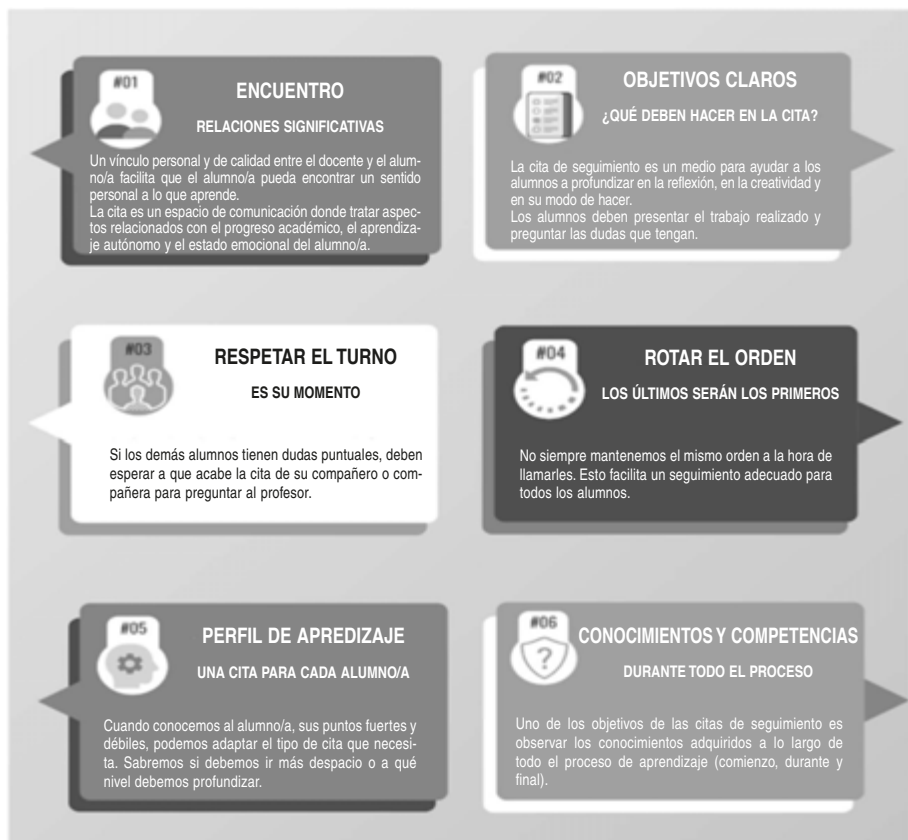 #01
ENCUENTRO
RELACIONES SIGNIFICATIVAS
Un vínculo personal y de calidad entre el docente y el alum-
no/a facilita que el alumno/a pueda encontrar un sentido
personal a lo que aprende.
La cita es un espacio de comunicación donde tratar aspec-
tos relacionados con el progreso académico, el aprendiza-
je autónomo y el estado emocional del alumno/a.
#02
OBJETIVOS CLAROS
¿QUÉ DEBEN HACER EN LA CITA?
La cita de seguimiento es un medio para ayudar a los
alumnos a profundizar en la reflexión, en la creatividad y
en su modo de hacer.
Los alumnos deben presentar el trabajo realizado y
preguntar las dudas que tengan.
#03
RESPETAR EL TURNO
ES SU MOMENTO
Si los demás alumnos tienen dudas puntuales, deben
esperar a que acabe la cita de su compañero o com-
pañera para preguntar al profesor.
#04
ROTAR EL ORDEN
LOS ÚLTIMOS SERÁN LOS PRIMEROS
No siempre mantenemos el mismo orden a la hora de
llamarles. Esto facilita un seguimiento adecuado para
todos los alumnos.
#05
PERFIL DE APREDIZAJE
UNA CITA PARA CADA ALUMNO/A
Cuando conocemos al alumno/a, sus puntos fuertes y
débiles, podemos adaptar el tipo de cita que necesi-
ta. Sabremos si debemos ir más despacio o a qué
nivel debemos profundizar.
#06
?
CONOCIMIENTOS Y COMPETENCIAS
DURANTE TODO EL PROCESO
Uno de los objetivos de las citas de seguimiento es
observar los conocimientos adquiridos a lo largo de
todo el proceso de aprendizaje (comienzo, durante y
final).